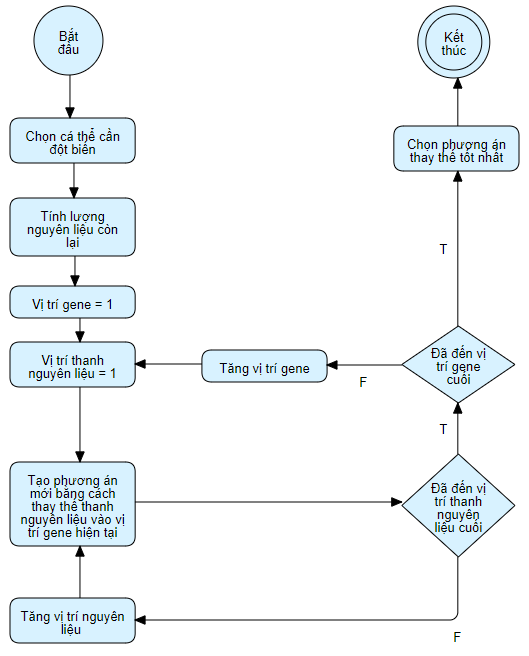 Bắt
đầu
Kết
thúc
Chọn cá thể cần
đột biến
Chọn phượng án
thay thế tốt nhất
Tính lượng
nguyên liệu còn
lại
T
Vị trí gene = 1
Vị trí thanh
nguyên liệu = 1
Tăng vị trí gene
F
Đã đến vị
trí gene
cuối
T
Tạo phương án
mới bằng cách
thay thế thanh
nguyên liệu vào vị
trí gene hiện tại
Đã đến vị
trí thanh
nguyên
liệu cuối
Tăng vị trí nguyên
liệu
F